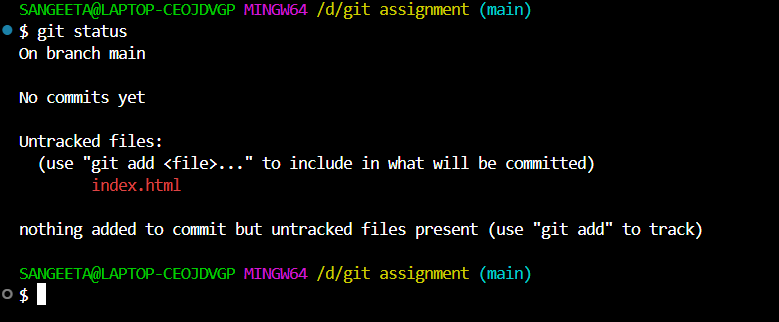 SANGEETA@LAPTOP-CEOJDVGP MINGW64 /d/git assignment (main)
$ git status
On branch main
No commits yet
Untracked files:
(use "git add <file>..." to include in what will be committed)
index.html
nothing added to commit but untracked files present (use "git add" to track)
SANGEETA@LAPTOP-CEOJDVGP MINGW64 /d/git assignment (main)
$